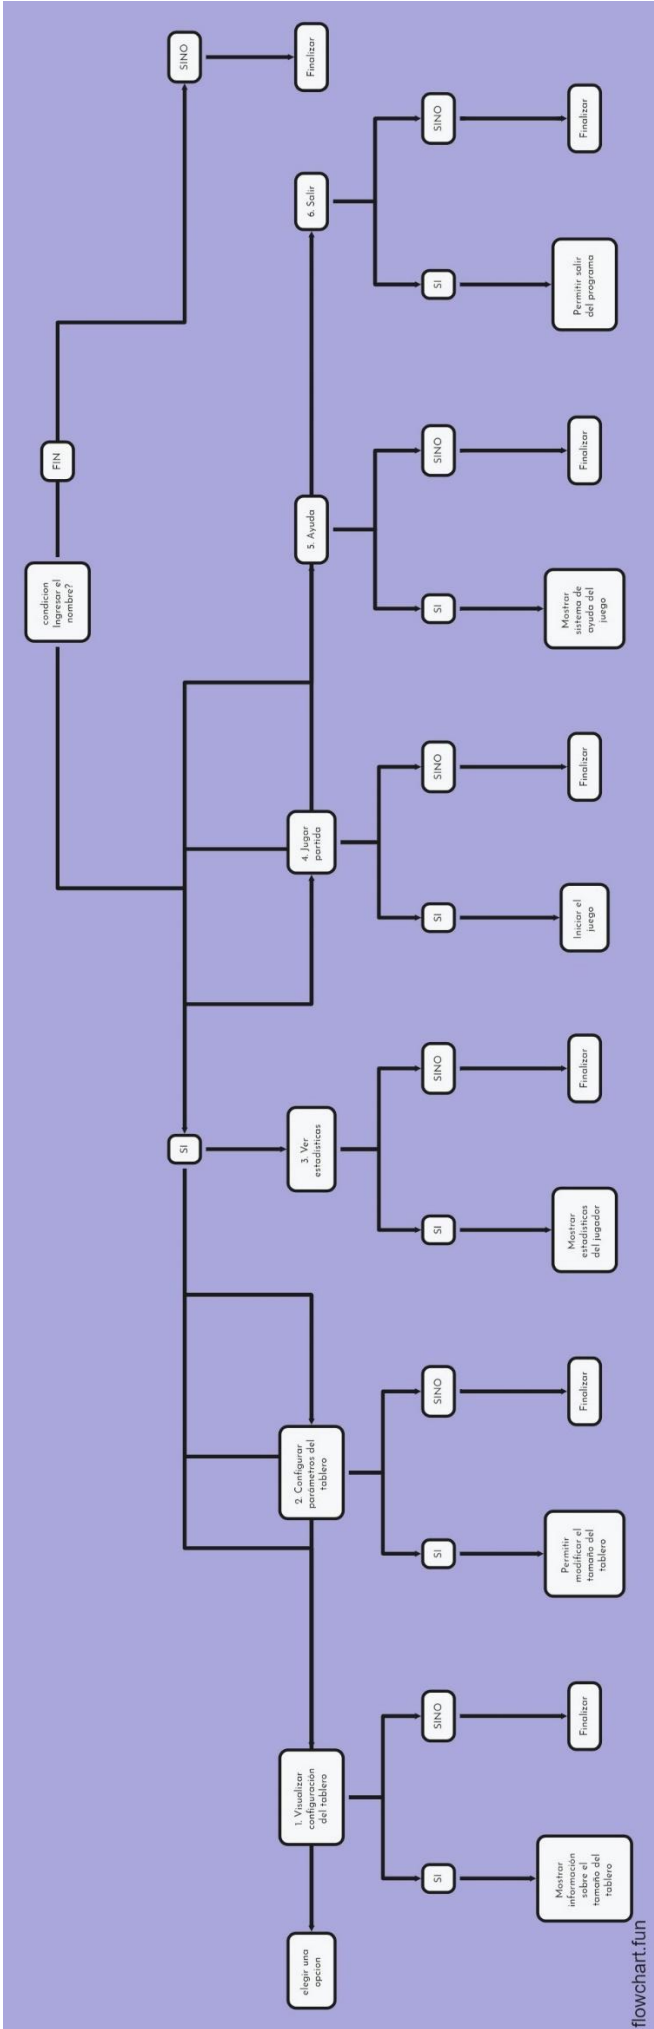 condicion
Ingresar el
nombre?
FIN
SI
SINO
elegir una
opcion
1. Visualizar
configuración
del tablero
2. Configurar
parámetros del
tablero
3. Ver
estadisticas
4. Jugar
partida
5. Ayuda
6. Salir
Finalizar
SI
SINO
SI
SINO
SI
SINO
SI
SINO
SI
SINO
SI
SINO
Mostrar
información
sobre el
tamaño del
tablero
Finalizar
Permitir
modificar el
tamaño del
tablero
Finalizar
Mostrar
estadisticas
del jugador
Finalizar
Iniciar el
juego
Finalizar
Mostrar
sistema de
ayuda del
juego
Finalizar
Permitir salir
del programa
Finalizar
flowchart.fun